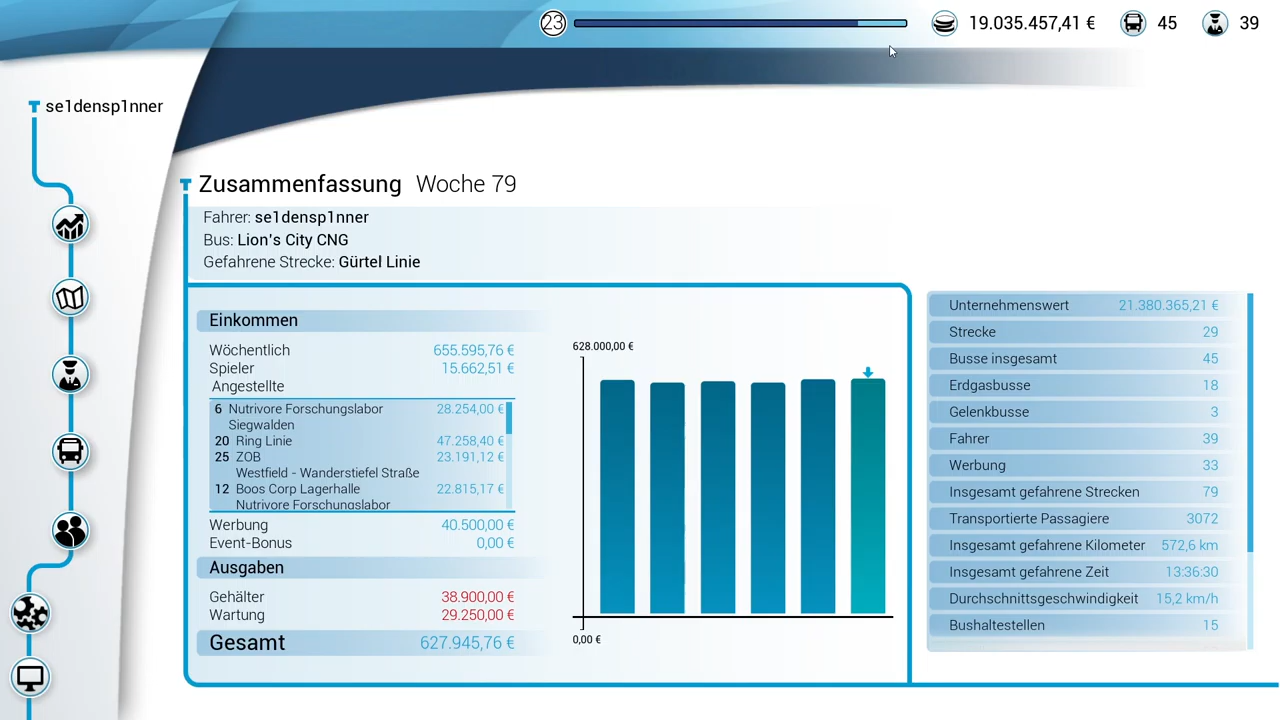 23
19.035.457,41 €
45
39
se1densp1nner
Zusammenfassung Woche 79
Fahrer: se1densp1nner
Bus: Lion's City CNG
Gefahrene Strecke: Gürtel Linie
Einkommen
Wöchentlich 655.595,76 €
Spieler 15.662,51 €
Angestellte
6 Nutrivore Forschungslabor 28.254,00 €
Siegwalden
20 Ring Linie 47.258,40 €
25 ZOB 23.191,12 €
Westfield - Wanderstiefel Straße
12 Boos Corp Lagerhalle 22.815,17 €
Nutrivore Forschungslabor
Werbung 40.500,00 €
Event-Bonus 0,00 €
Ausgaben
Gehälter 38.900,00 €
Wartung 29.250,00 €
Gesamt 627.945,76 €
628.000,00 €
0,00 €
Unternehmenswert 21.380.365,21 €
Strecke 29
Busse insgesamt 45
Erdgasbusse 18
Gelenkbusse 3
Fahrer 39
Werbung 33
Insgesamt gefahrene Strecken 79
Transportierte Passagiere 3072
Insgesamt gefahrene Kilometer 572,6 km
Insgesamt gefahrene Zeit 13:36:30
Durchschnittsgeschwindigkeit 15,2 km/h
Bushaltestellen 15